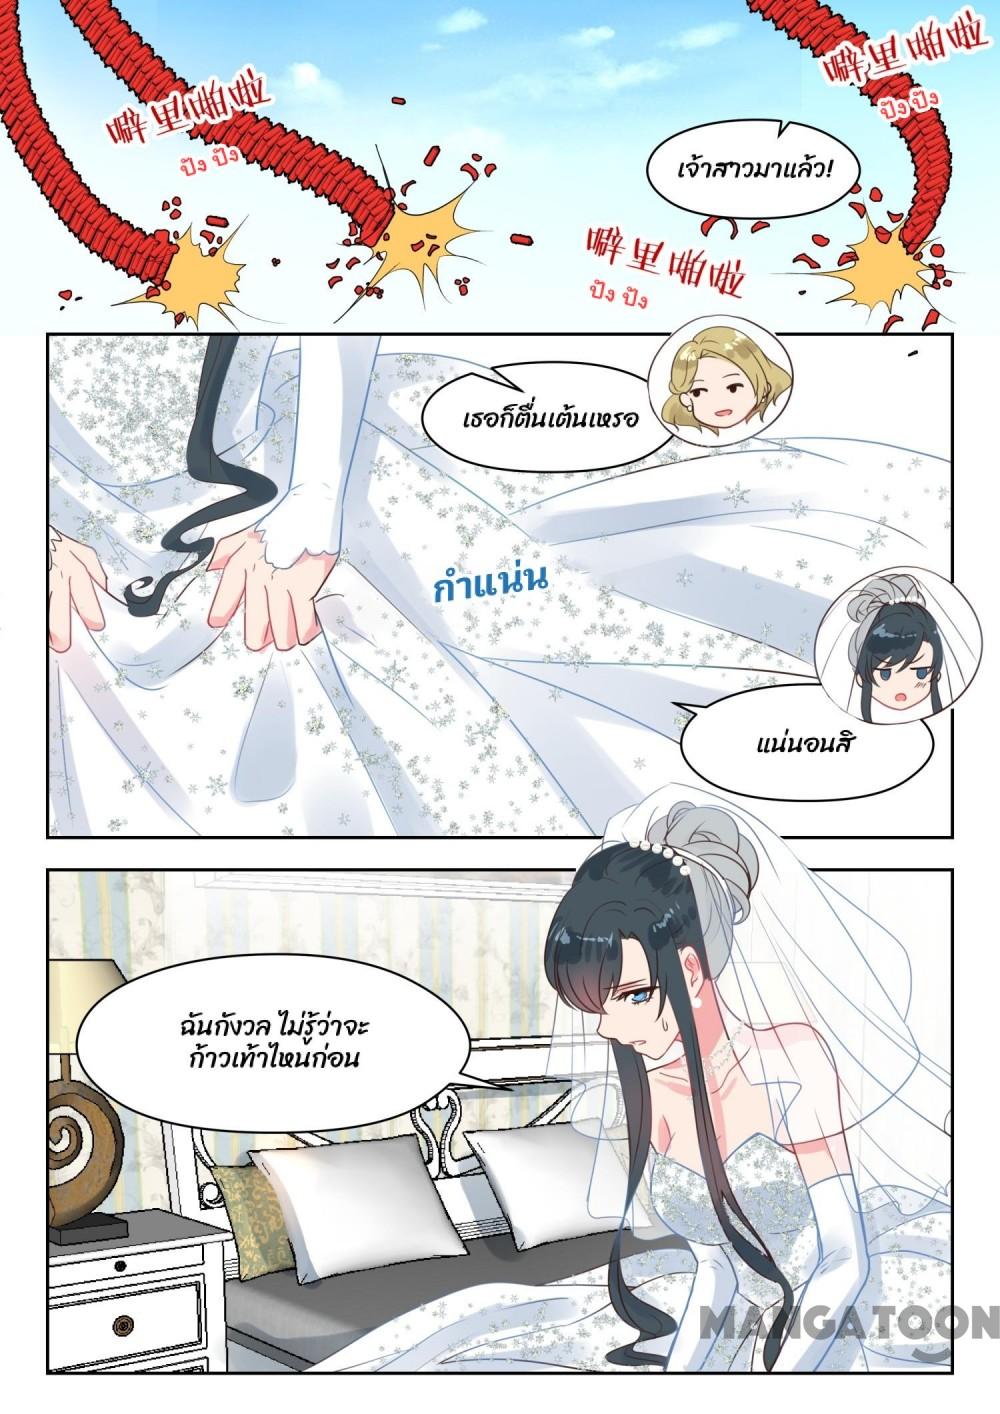 噼里啪啦
ปัง ปัง
噼里啪啦
ปัง ปัง
เจ้าสาวมาแล้ว!
噼里啪啦
ปัง ปัง
เธอก็ตื่นเต้นเหรอ
กำแน่น
แน่นอนสิ
ฉันกังวล ไม่รู้ว่าจะ
ก้าวเท้าไหนก่อน
MANGATOON